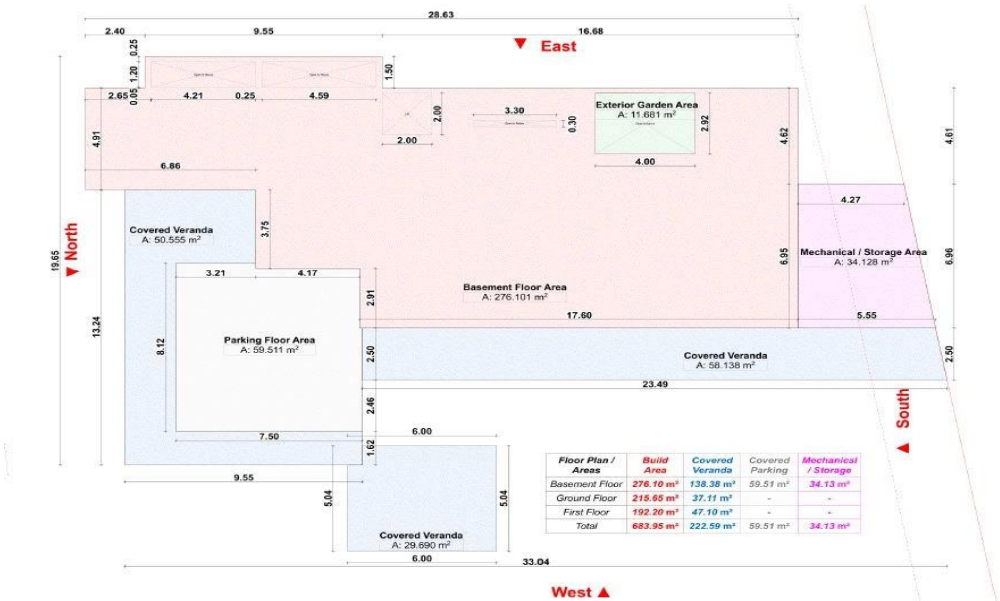 28.63
2.40 9.55 16.68
▼ East
0.25
1.20
0.05
1.50
2.65 4.21 0.25 4.59
2.00
2.00
3.30
0.30
Exterior Garden Area
A: 11.681 m²
2.92
4.00
4.91
4.62
4.61
6.86
4.27
19.65
▼ North
Covered Veranda
A: 50.555 m²
3.75
3.21 4.17
Mechanical / Storage Area
A: 34.128 m²
6.95
6.96
Basement Floor Area
A: 276.101 m²
2.91
17.60
5.55
13.24
8.12
Parking Floor Area
A: 59.511 m²
2.50
Covered Veranda
A: 58.138 m²
2.50
23.49
2.46
7.50
6.00
1.62
▲ South
9.55
5.04
5.04
Covered Veranda
A: 29.690 m²
6.00
33.04
Floor Plan / Areas Build Area Covered Veranda Covered Parking Mechanical / Storage
Basement Floor 276.10 m² 138.38 m² 59.51 m² 34.13 m²
Ground Floor 215.65 m² 37.11 m² - -
First Floor 192.20 m² 47.10 m² - -
Total 683.95 m² 222.59 m² 59.51 m² 34.13 m²
West ▲